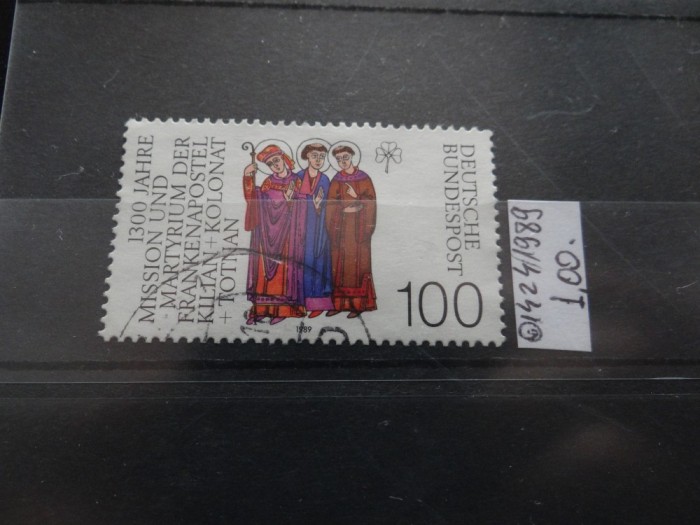 1300 JAHRE
MISSION UND
MARTYRIUM DER
FRANKENAPOSTEL
KILIAN+KOLONAT
+ TOTNAN
DEUTSCHE
BUNDESPOST
100
1989
1424/1989
1,00.